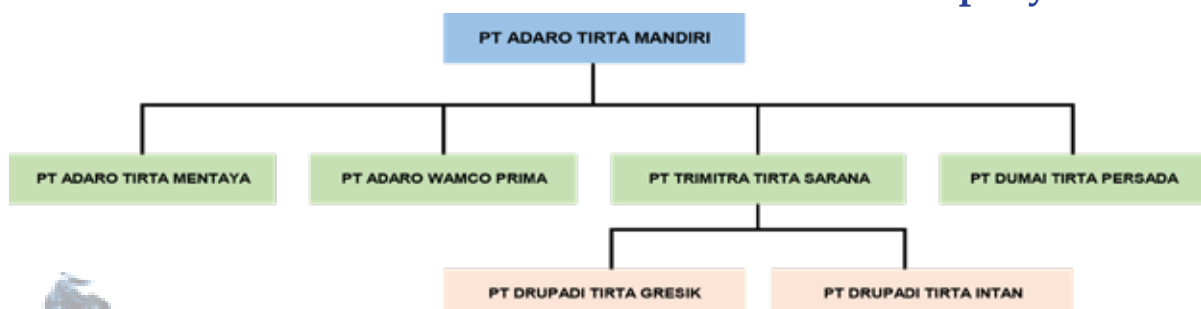 PT ADARO TIRTA MANDIRI
PT ADARO TIRTA MENTAYA
PT ADARO WAMCO PRIMA
PT TRIMITRA TIRTA SARANA
PT DUMAI TIRTA PERSADA
PT DRUPADI TIRTA GRESIK
PT DRUPADI TIRTA INTAN